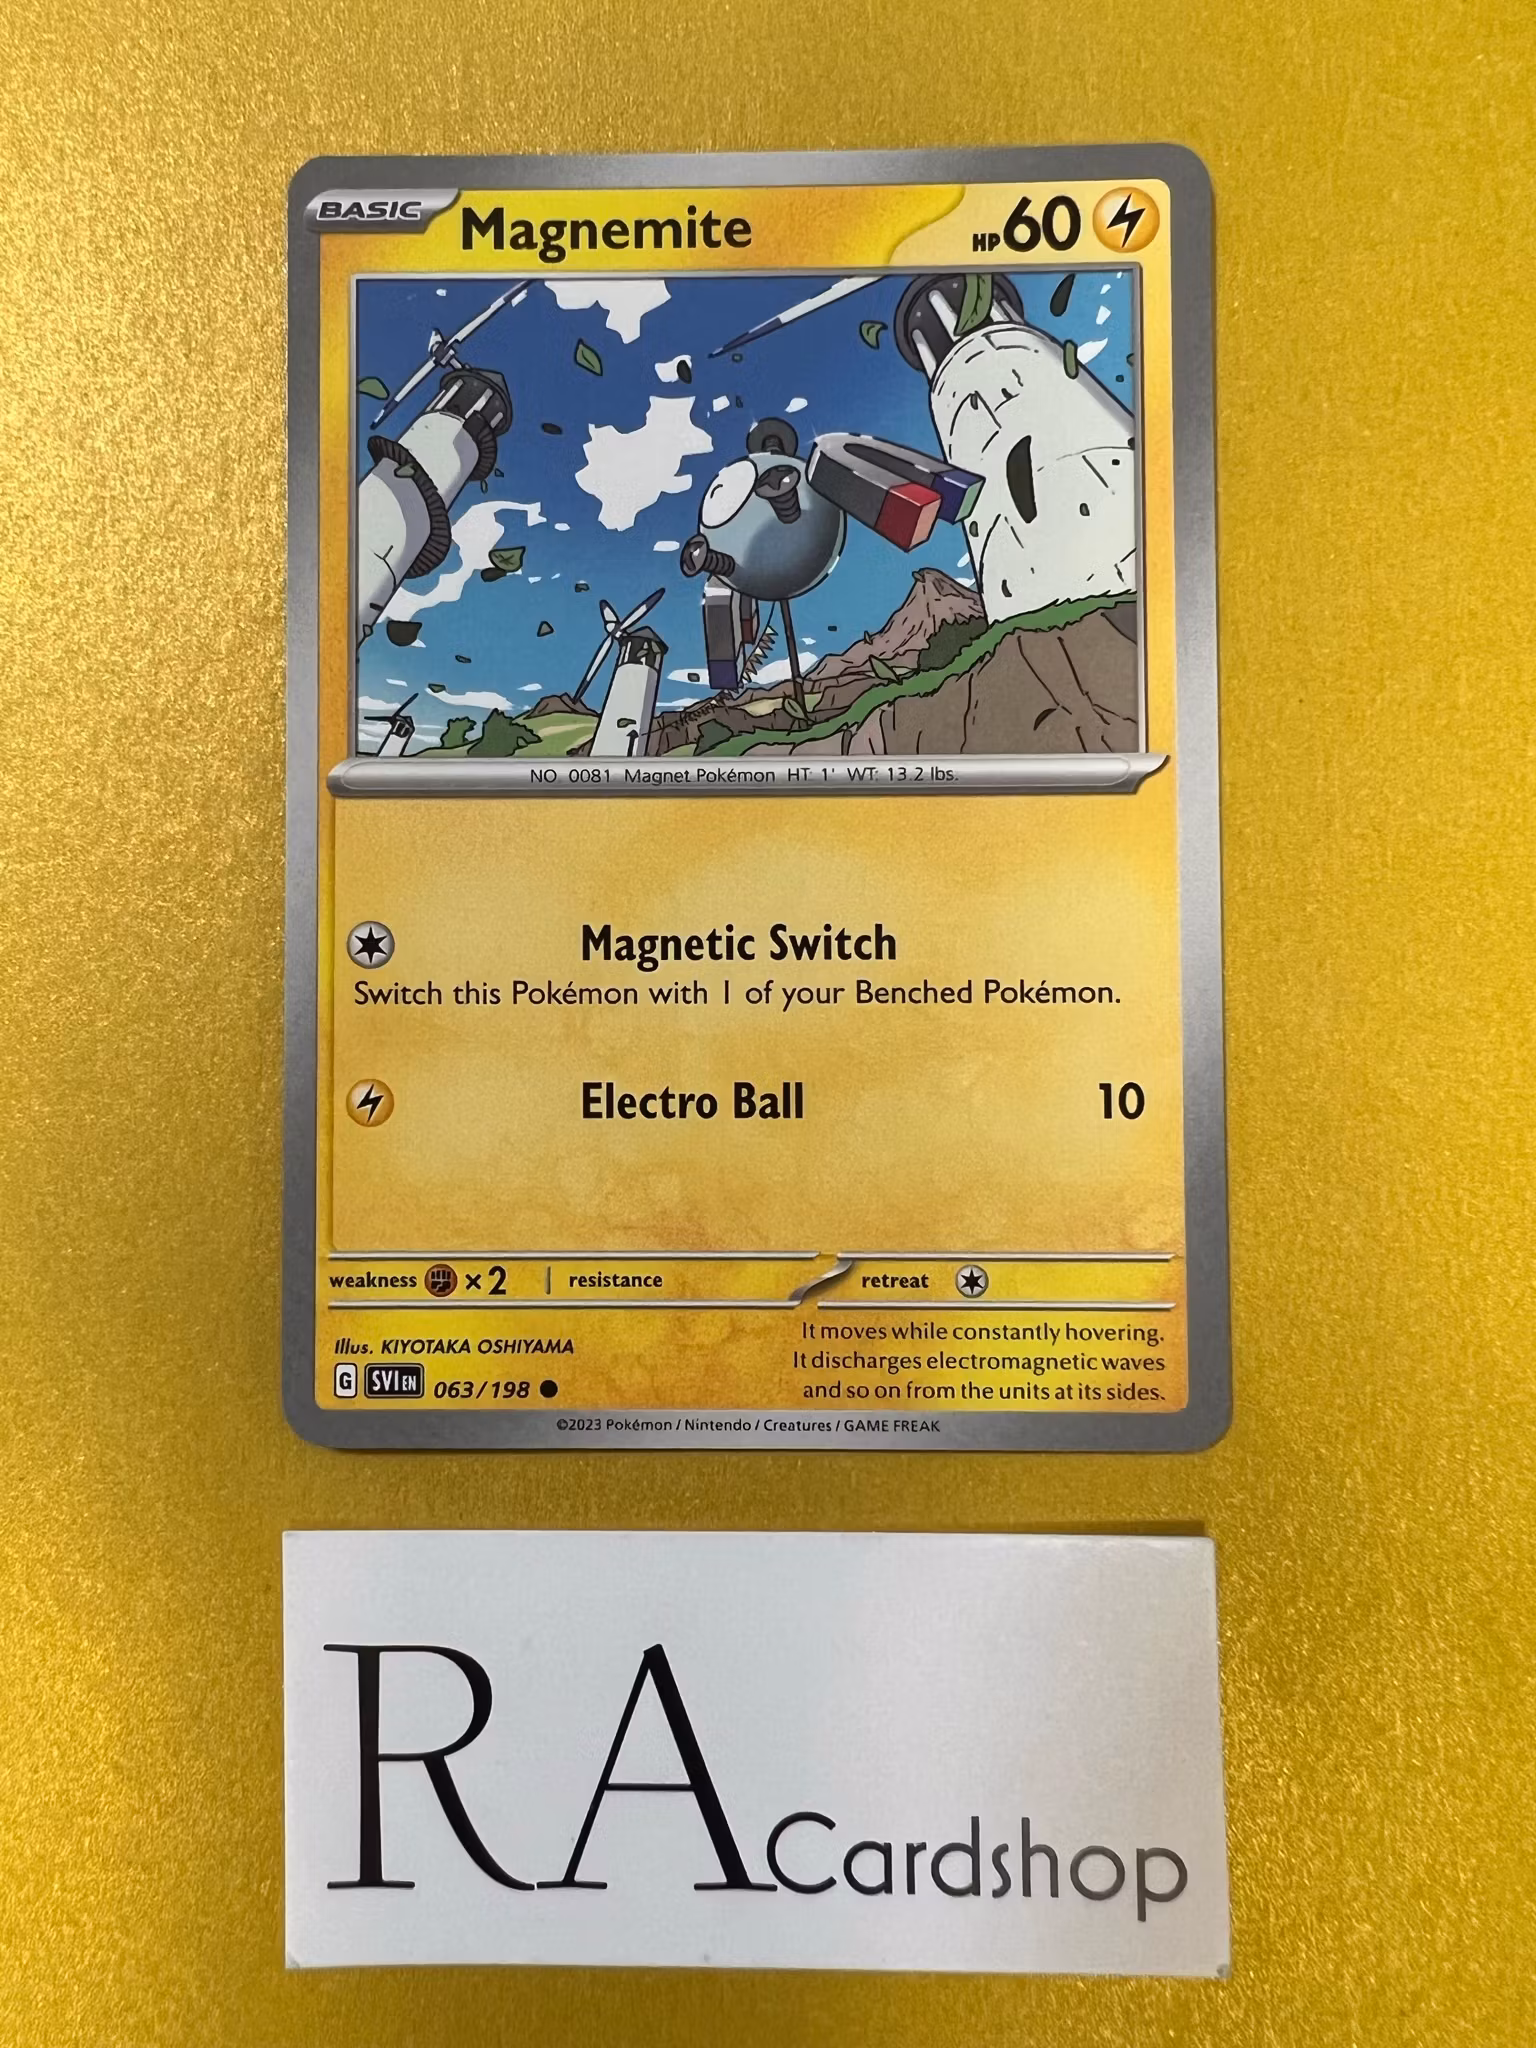 BASIC Magnemite HP 60
NO. 0081 Magnet Pokémon HT: 1' WT: 13.2 lbs.
Magnetic Switch
Switch this Pokémon with 1 of your Benched Pokémon.
Electro Ball 10
weakness ×2 resistance retreat
Illus. KIYOTAKA OSHIYAMA
G SVI EN 063/198
It moves while constantly hovering.
It discharges electromagnetic waves
and so on from the units at its sides.
©2023 Pokémon / Nintendo / Creatures / GAME FREAK
RA Cardshop